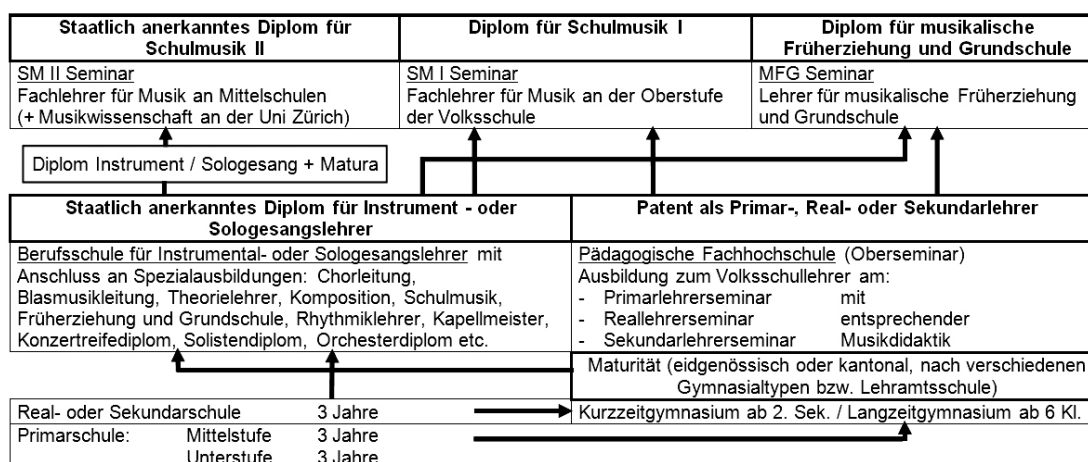 Staatlich anerkanntes Diplom für
Schulmusik II
Diplom für Schulmusik I
Diplom für musikalische
Früherziehung und Grundschule
SM II Seminar
Fachlehrer für Musik an Mittelschulen
(+ Musikwissenschaft an der Uni Zürich)
SM I Seminar
Fachlehrer für Musik an der Oberstufe
der Volksschule
MFG Seminar
Lehrer für musikalische Früherziehung
und Grundschule
Diplom Instrument / Sologesang + Matura
Staatlich anerkanntes Diplom für Instrument - oder
Sologesangslehrer
Patent als Primar-, Real- oder Sekundarlehrer
Berufsschule für Instrumental- oder Sologesangslehrer mit
Anschluss an Spezialausbildungen: Chorleitung,
Blasmusikleitung, Theorielehrer, Komposition, Schulmusik,
Früherziehung und Grundschule, Rhythmiklehrer, Kapellmeister,
Konzertreifediplom, Solistendiplom, Orchesterdiplom etc.
Pädagogische Fachhochschule (Oberseminar)
Ausbildung zum Volksschullehrer am:
- Primarlehrerseminar mit
- Reallehrerseminar entsprechender
- Sekundarlehrerseminar Musikdidaktik
Maturität (eidgenössisch oder kantonal, nach verschiedenen
Gymnasialtypen bzw. Lehramtsschule)
Real- oder Sekundarschule 3 Jahre
Kurzzeitgymnasium ab 2. Sek. / Langzeitgymnasium ab 6 Kl.
Primarschule: Mittelstufe 3 Jahre
Unterstufe 3 Jahre